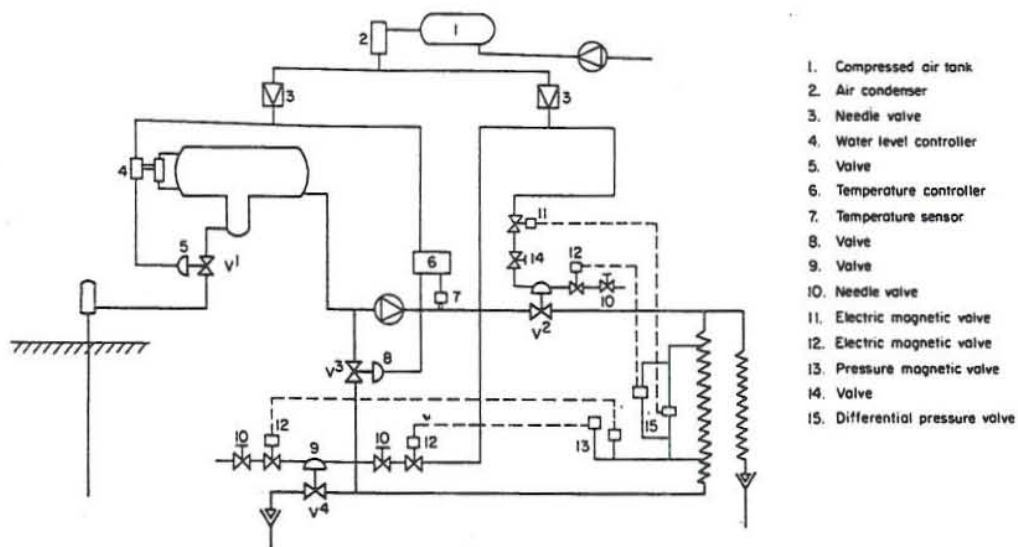 1
2
3
3
4
5
V1
6
7
11
14
12
10
V2
V3
8
12
10
9
10
12
13
15
V4
1. Compressed air tank
2. Air condenser
3. Needle valve
4. Water level controller
5. Valve
6. Temperature controller
7. Temperature sensor
8. Valve
9. Valve
10. Needle valve
11. Electric magnetic valve
12. Electric magnetic valve
13. Pressure magnetic valve
14. Valve
15. Differential pressure valve